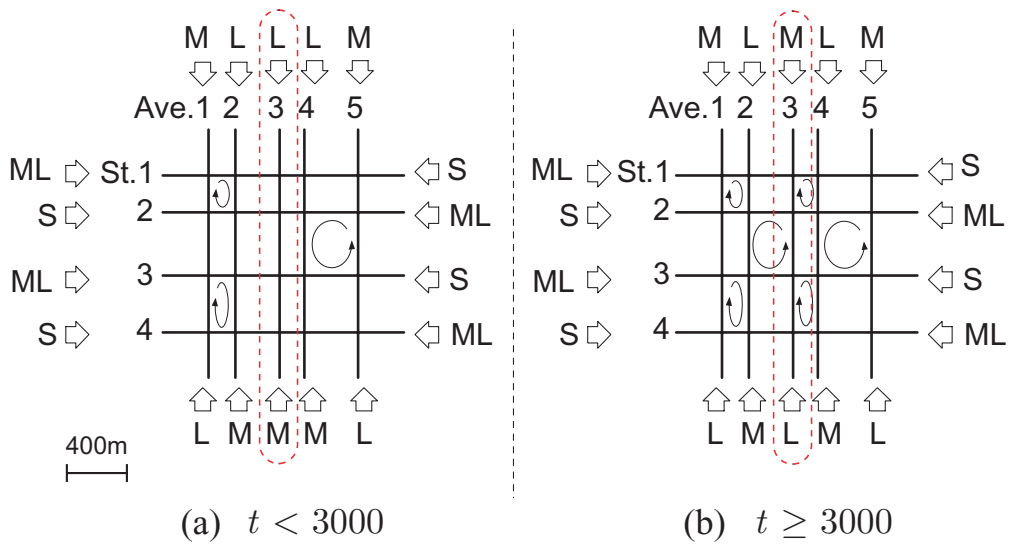 M L L L M
Ave.1 2 3 4 5
ML St.1 S
S 2 ML
ML 3 S
S 4 ML
L M M M L
400m
(a) t < 3000
M L M L M
Ave.1 2 3 4 5
ML St.1 S
S 2 ML
ML 3 S
S 4 ML
L M L M L
(b) t ≥ 3000